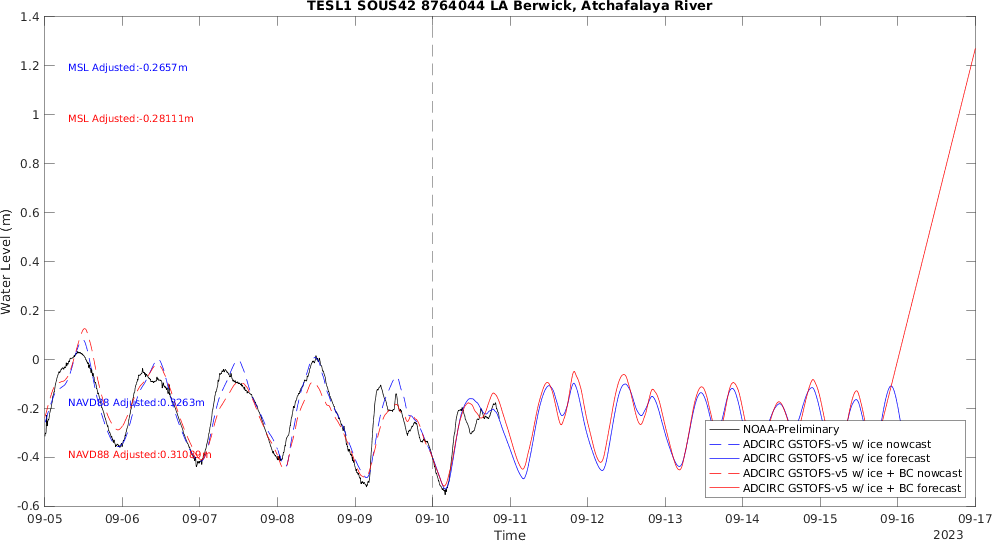 TESL1 SOUS42 8764044 LA Berwick, Atchafalaya River
1.4
1.2
1
0.8
0.6
0.4
0.2
0
-0.2
-0.4
-0.6
Water Level (m)
MSL Adjusted:-0.2657m
MSL Adjusted:-0.28111m
NAVD88 Adjusted:0.3263m
NAVD88 Adjusted:0.31089m
NOAA-Preliminary
ADCIRC GSTOFS-v5 w/ ice nowcast
ADCIRC GSTOFS-v5 w/ ice forecast
ADCIRC GSTOFS-v5 w/ ice + BC nowcast
ADCIRC GSTOFS-v5 w/ ice + BC forecast
09-05 09-06 09-07 09-08 09-09 09-10 09-11 09-12 09-13 09-14 09-15 09-16 09-17
Time
2023